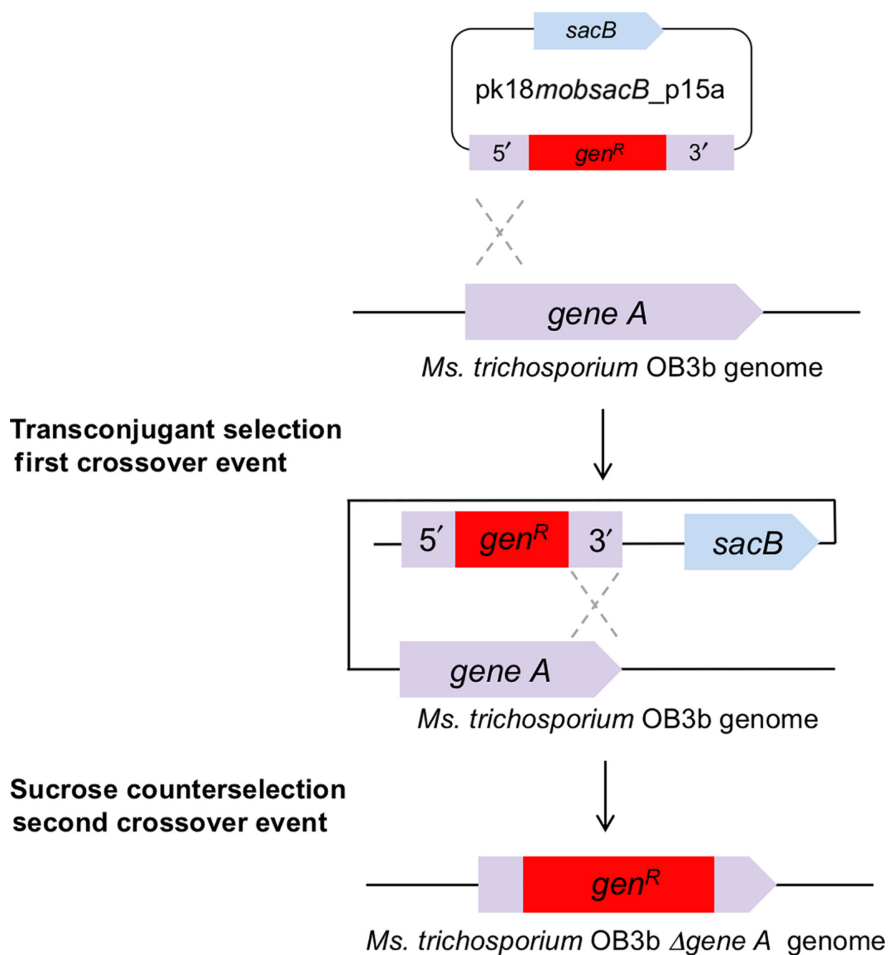 sacB
pk18mobsacB_p15a
5′ genᴿ 3′
gene A
Ms. trichosporium OB3b genome
Transconjugant selection
first crossover event
5′ genᴿ 3′ sacB
gene A
Ms. trichosporium OB3b genome
Sucrose counterselection
second crossover event
genᴿ
Ms. trichosporium OB3b Δgene A genome